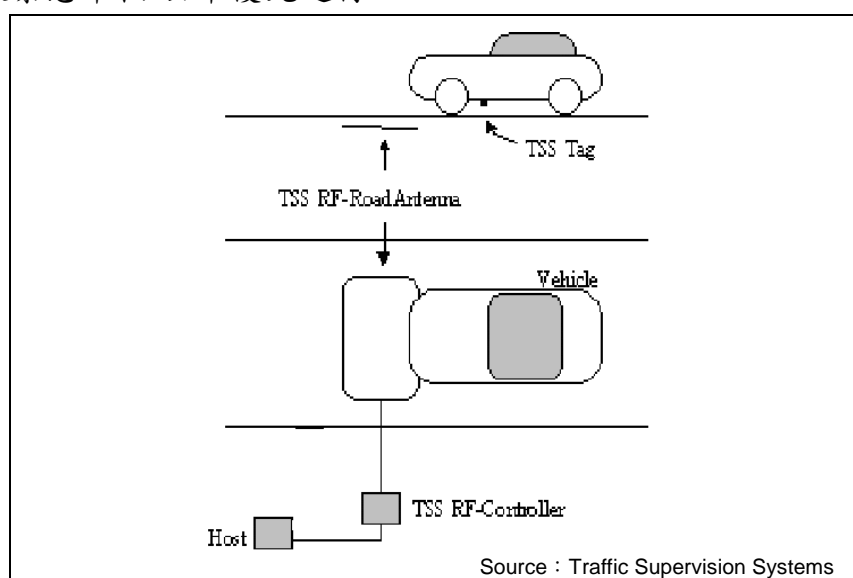 TSS Tag
TSS RF-Road Antenna
Vehicle
TSS RF-Controller
Host
Source：Traffic Supervision Systems